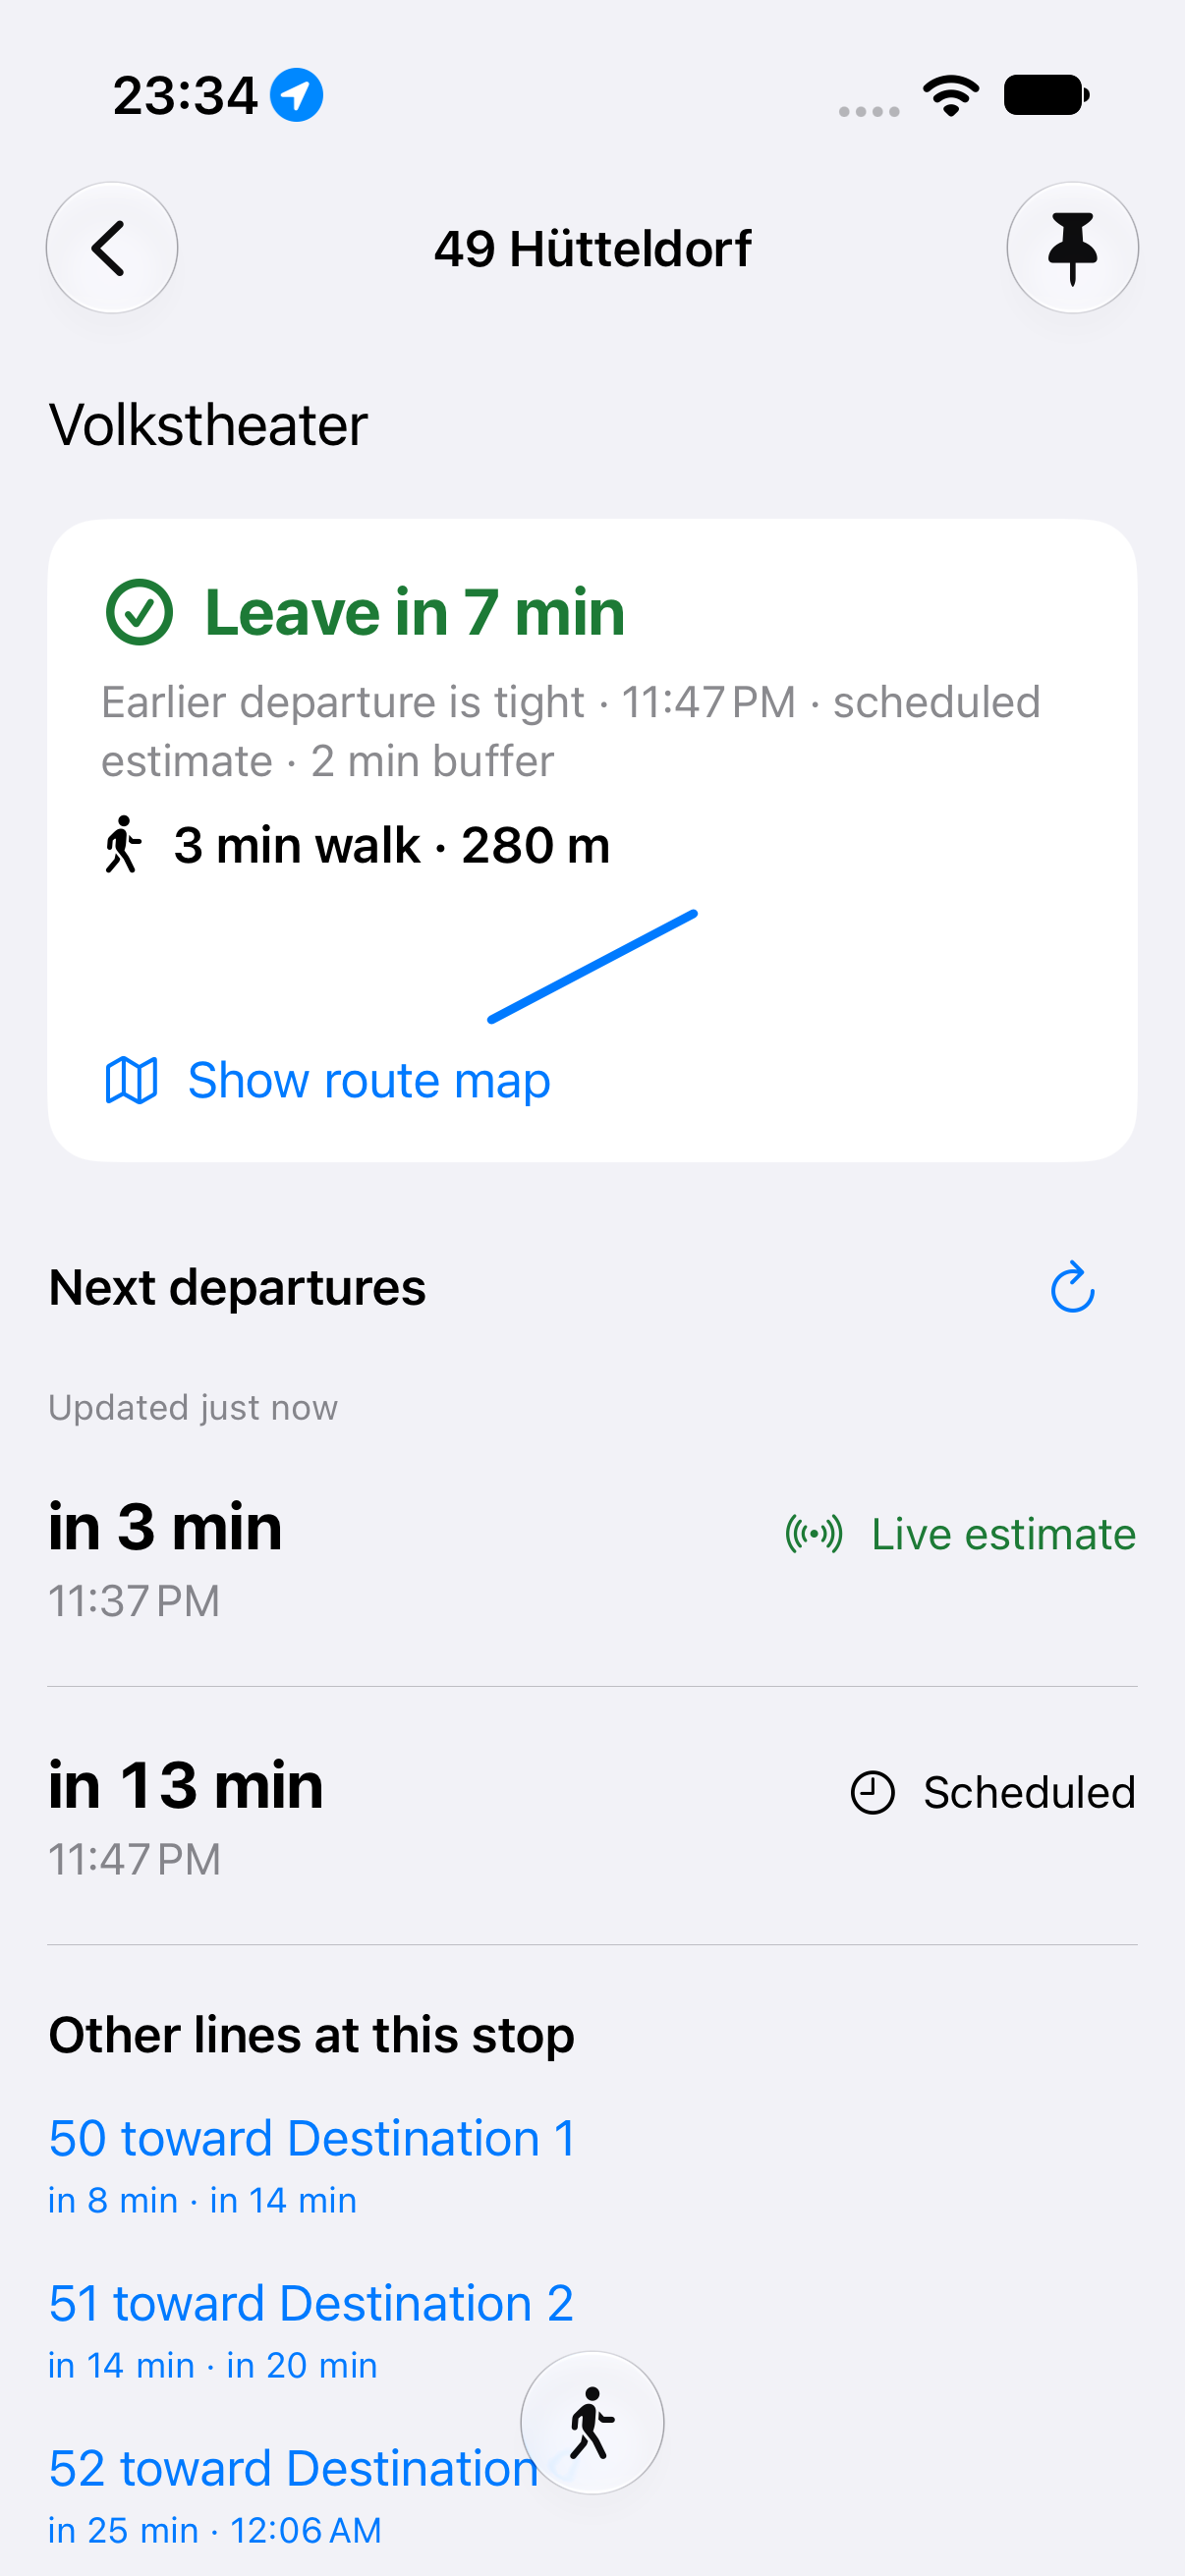 23:34
49 Hütteldorf
Volkstheater
Leave in 7 min
Earlier departure is tight · 11:47 PM · scheduled
estimate · 2 min buffer
3 min walk · 280 m
Show route map
Next departures
Updated just now
in 3 min
Live estimate
11:37 PM
in 13 min
Scheduled
11:47 PM
Other lines at this stop
50 toward Destination 1
in 8 min · in 14 min
51 toward Destination 2
in 14 min · in 20 min
52 toward Destination
in 25 min · 12:06 AM